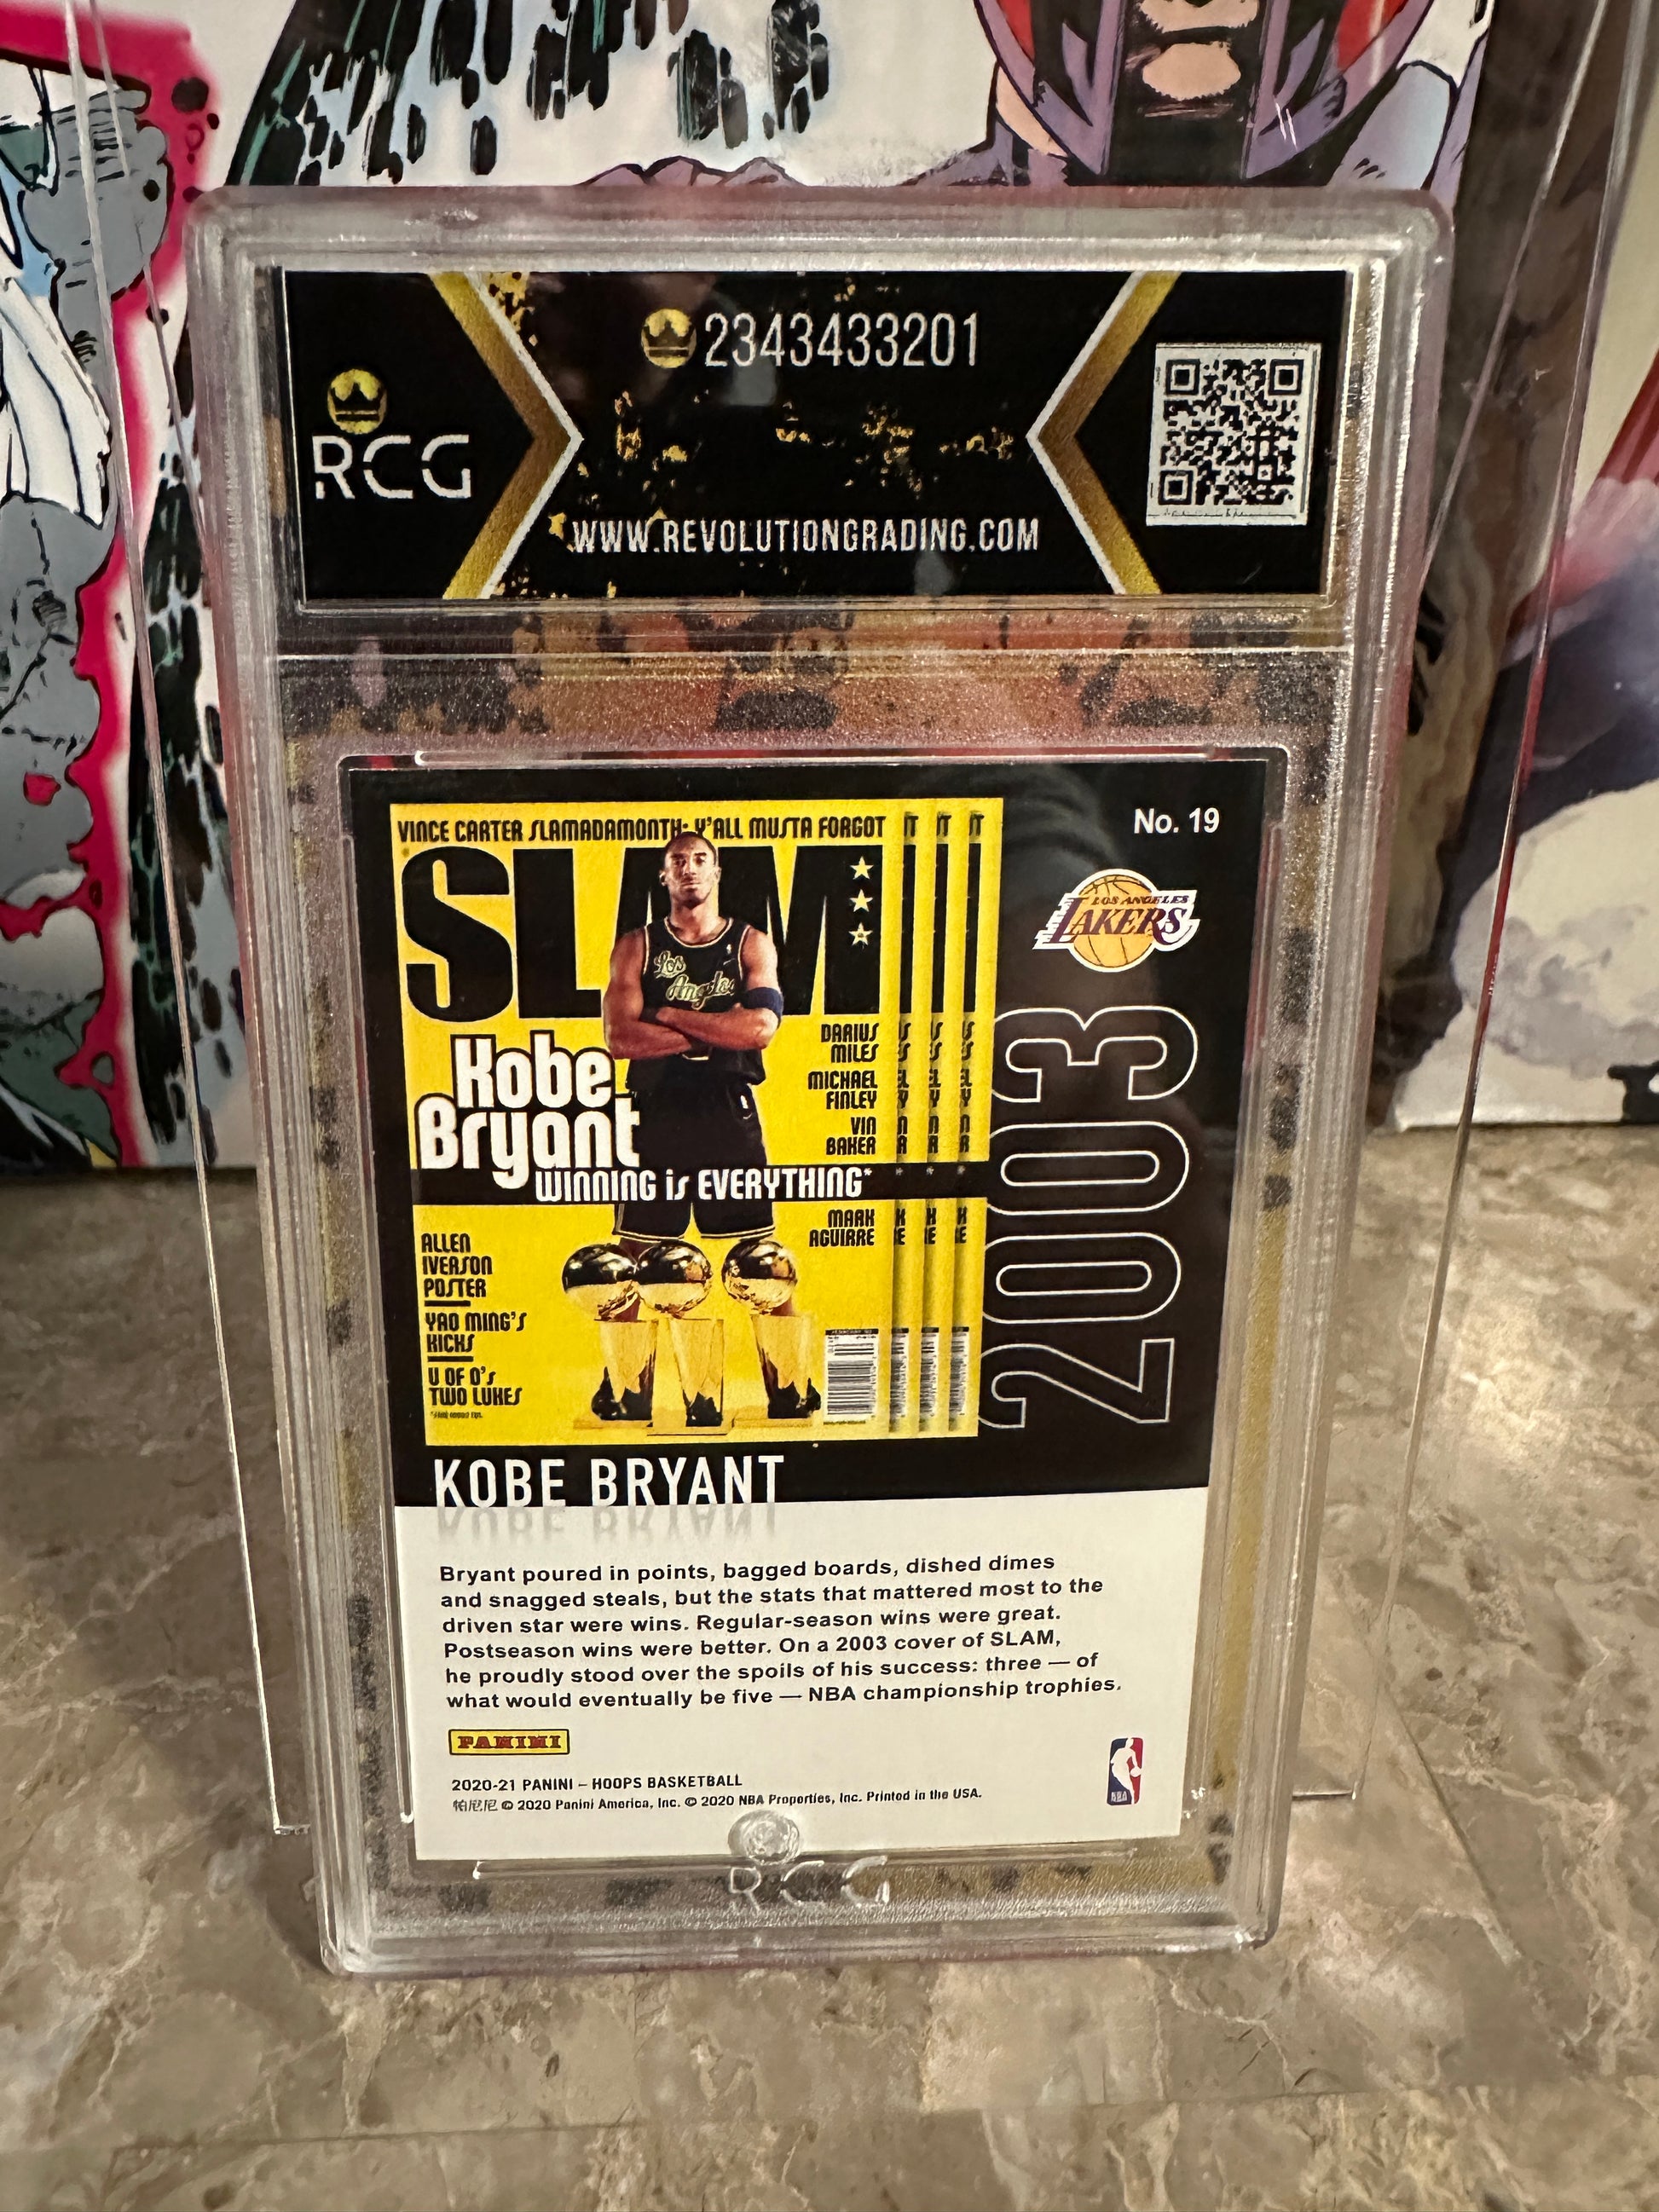 2343433201
RCG
WWW.REVOLUTIONGRADING.COM
No. 19
VINCE CARTER SLAMADAMONTH: Y'ALL MUSTA FORGOT
SLAM
LOS ANGELES
LAKERS
Los
Angeles
Kobe
Bryant
WINNING is EVERYTHING*
DARIUS
MILES
MICHAEL
FINLEY
VIN
BAKER
MARK
AGUIRRE
ALLEN
IVERSON
POSTER
YAO MING'S
KICKS
U OF O'S
TWO LUKES
2003
KOBE BRYANT
Bryant poured in points, bagged boards, dished dimes
and snagged steals, but the stats that mattered most to the
driven star were wins. Regular-season wins were great.
Postseason wins were better. On a 2003 cover of SLAM,
he proudly stood over the spoils of his success: three — of
what would eventually be five — NBA championship trophies.
PANINI
NBA
2020-21 PANINI – HOOPS BASKETBALL
帕尼尼 © 2020 Panini America, Inc. © 2020 NBA Properties, Inc. Printed in the USA.
RCG